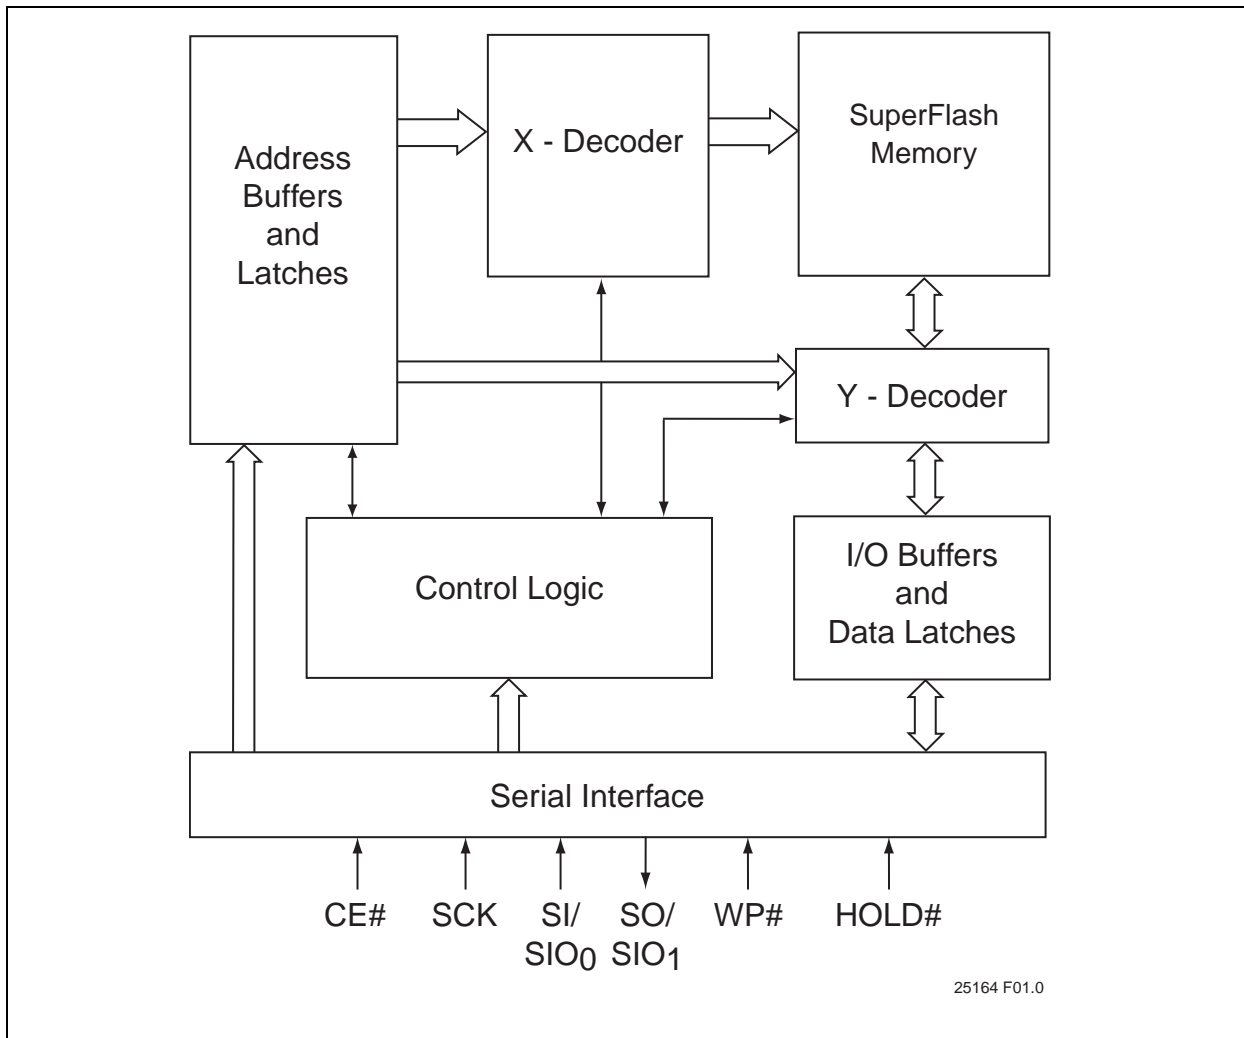 Address
Buffers
and
Latches
X - Decoder
SuperFlash
Memory
Y - Decoder
Control Logic
I/O Buffers
and
Data Latches
Serial Interface
CE#
SCK
SI/
SIO0
SO/
SIO1
WP#
HOLD#
25164 F01.0